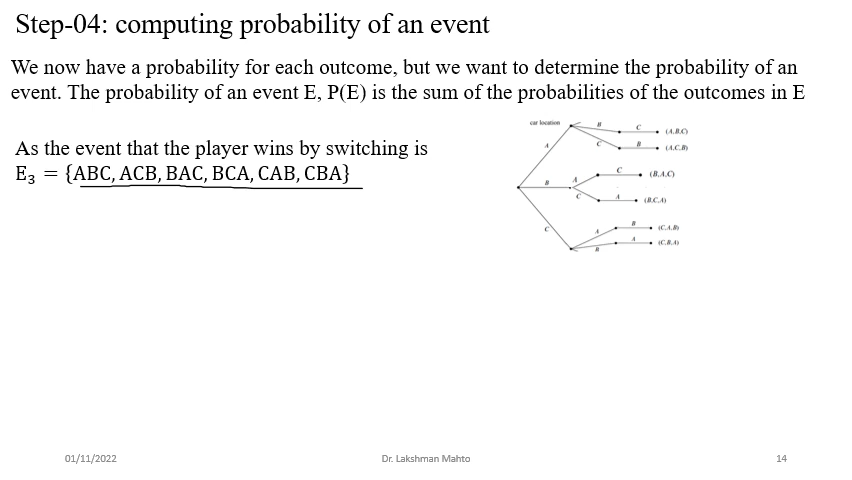 Step-04: computing probability of an event
We now have a probability for each outcome, but we want to determine the probability of an
event. The probability of an event E, P(E) is the sum of the probabilities of the outcomes in E
As the event that the player wins by switching is
E₃ = {ABC, ACB, BAC, BCA, CAB, CBA}
car location
A
B
C
B
C
C
B
(A,B,C)
(A,C,B)
A
C
C
A
(B,A,C)
(B,C,A)
A
B
B
A
(C,A,B)
(C,B,A)
01/11/2022
Dr. Lakshman Mahto
14